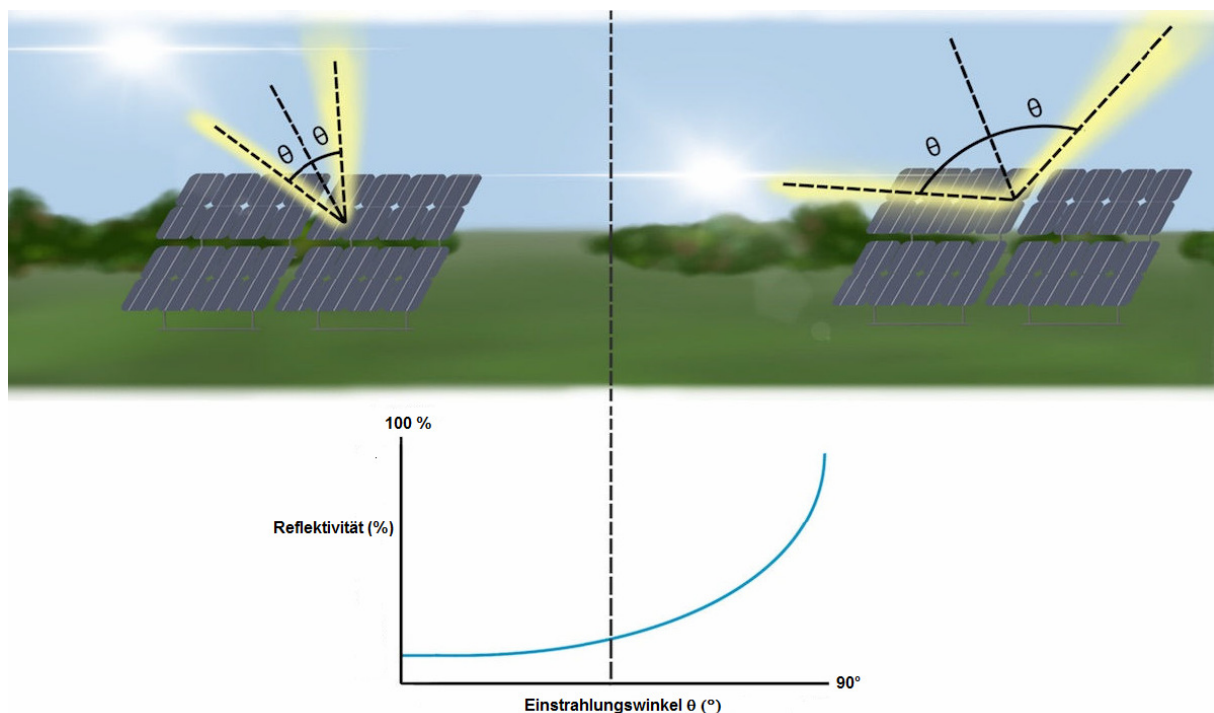 θ
θ
θ
θ
100 %
Reflektivität (%)
90°
Einstrahlungswinkel θ (°)